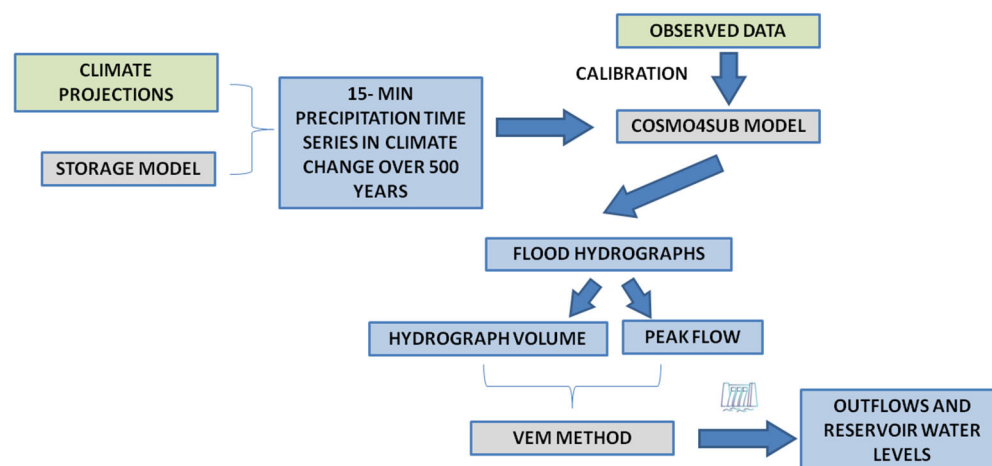 OBSERVED DATA
CLIMATE
PROJECTIONS
CALIBRATION
15- MIN
PRECIPITATION TIME
SERIES IN CLIMATE
CHANGE OVER 500
YEARS
COSMO4SUB MODEL
STORAGE MODEL
FLOOD HYDROGRAPHS
HYDROGRAPH VOLUME
PEAK FLOW
VEM METHOD
OUTFLOWS AND
RESERVOIR WATER
LEVELS